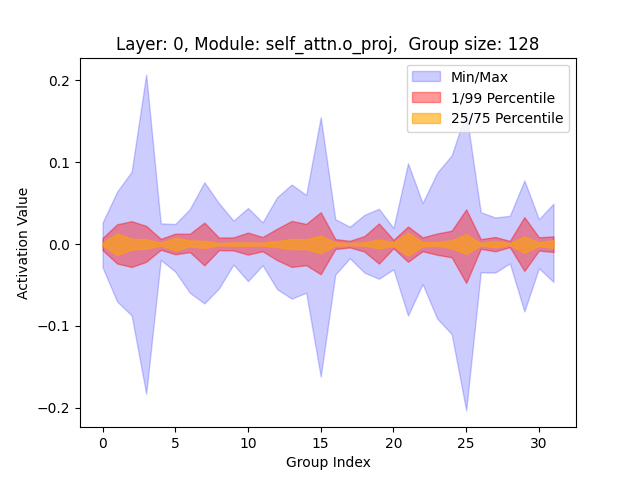 Layer: 0, Module: self_attn.o_proj,  Group size: 128
Min/Max
1/99 Percentile
25/75 Percentile
Activation Value
0.2
0.1
0.0
−0.1
−0.2
0 5 10 15 20 25 30
Group Index